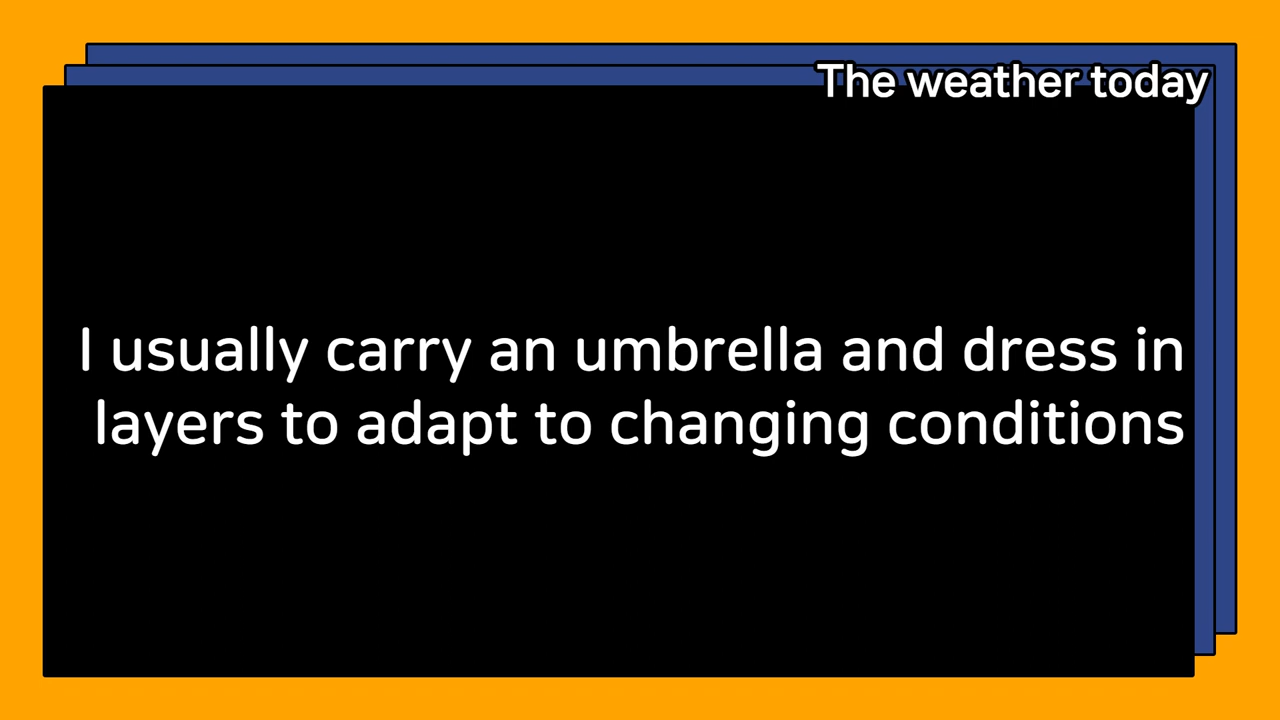 The weather today
I usually carry an umbrella and dress in
layers to adapt to changing conditions